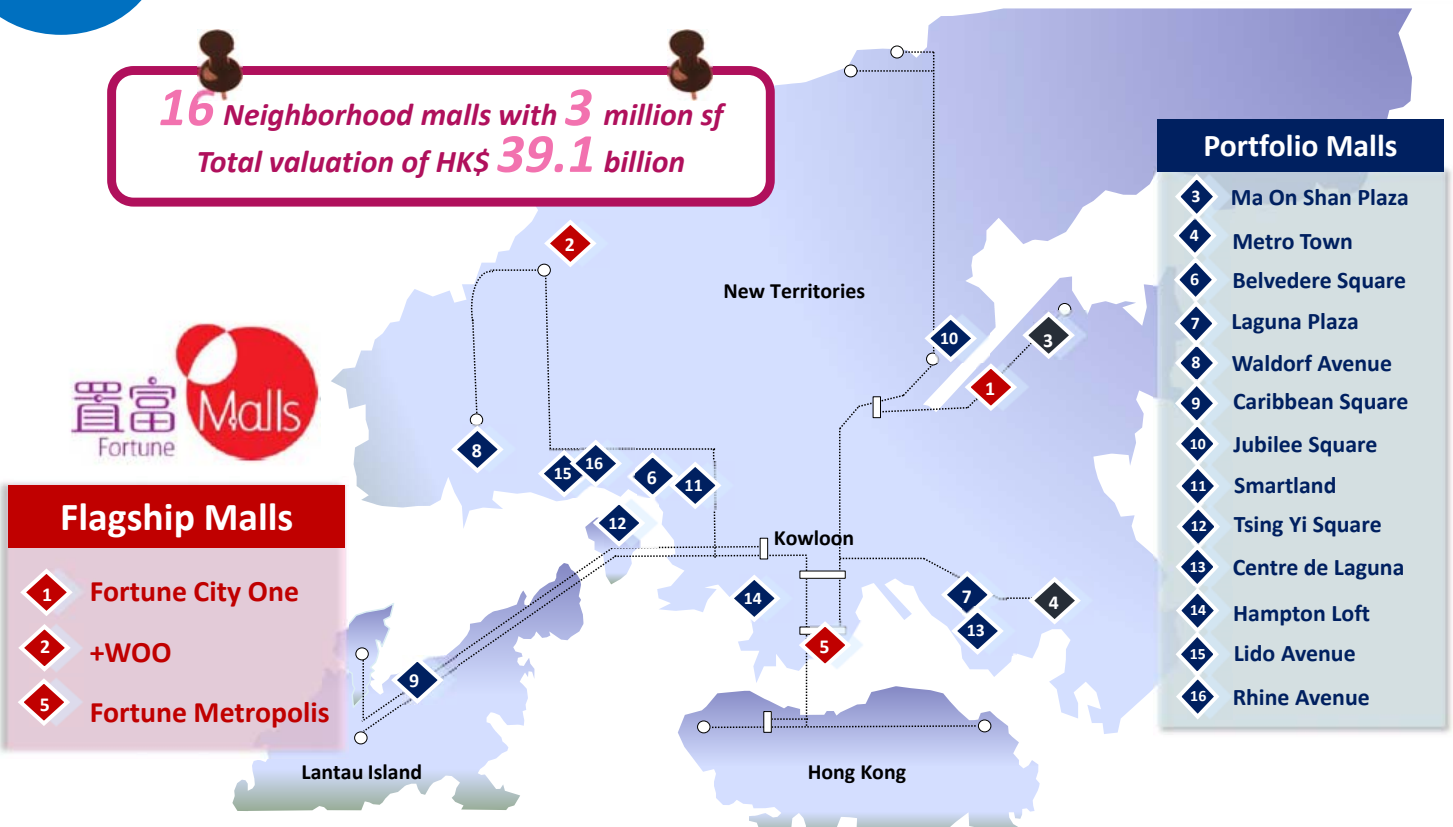 16 Neighborhood malls with 3 million sf
Total valuation of HK$ 39.1 billion
置富
Malls
Fortune
Flagship Malls
1 Fortune City One
2 +WOO
5 Fortune Metropolis
Portfolio Malls
3 Ma On Shan Plaza
4 Metro Town
6 Belvedere Square
7 Laguna Plaza
8 Waldorf Avenue
9 Caribbean Square
10 Jubilee Square
11 Smartland
12 Tsing Yi Square
13 Centre de Laguna
14 Hampton Loft
15 Lido Avenue
16 Rhine Avenue
2
New Territories
10
3
1
8
15
16
6
11
12
Kowloon
14
7
4
13
5
9
Lantau Island
Hong Kong